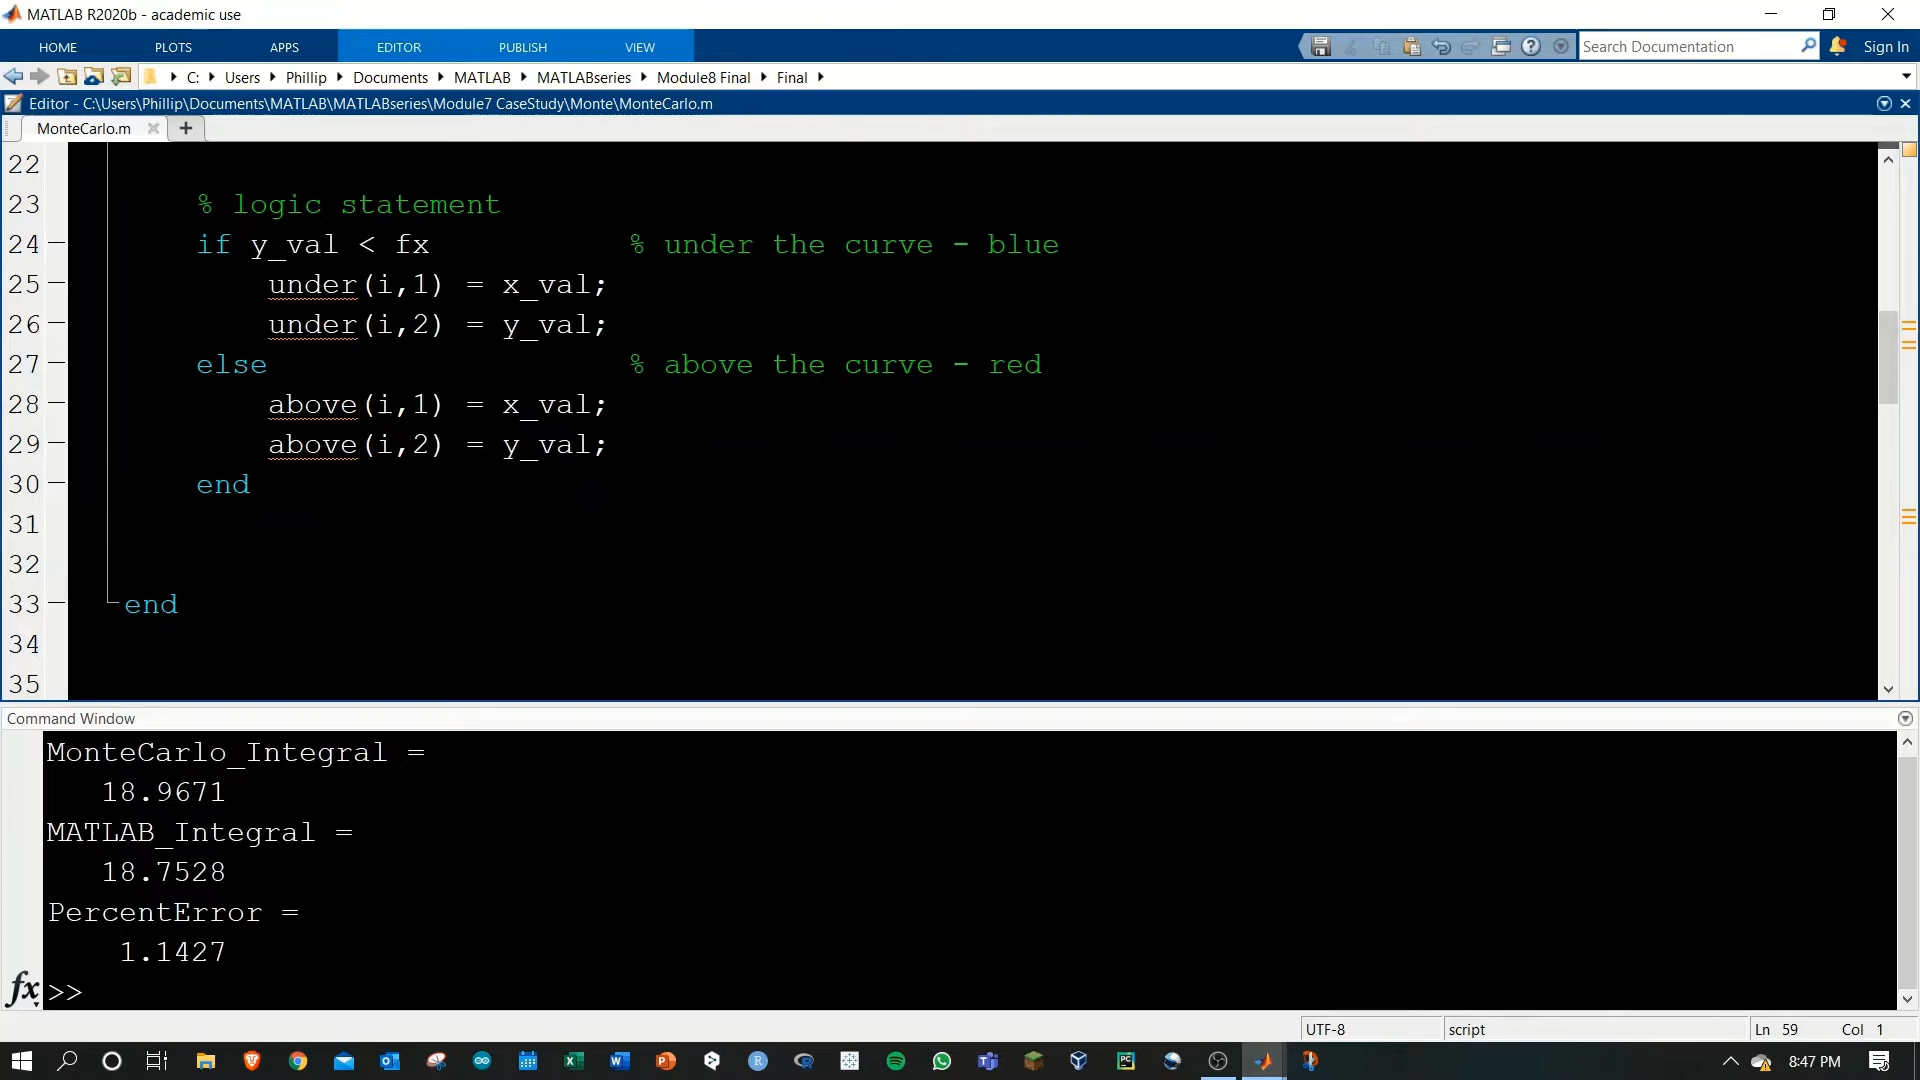 MATLAB R2020b - academic use
HOME PLOTS APPS EDITOR PUBLISH VIEW Search Documentation Sign In
C: Users Phillip Documents MATLAB MATLABseries Module8 Final Final
Editor - C:\Users\Phillip\Documents\MATLAB\MATLABseries\Module7 CaseStudy\Monte\MonteCarlo.m
MonteCarlo.m
22
23 % logic statement
24 if y_val < fx % under the curve - blue
25 under(i,1) = x_val;
26 under(i,2) = y_val;
27 else % above the curve - red
28 above(i,1) = x_val;
29 above(i,2) = y_val;
30 end
31
32
33 end
34
35
Command Window
MonteCarlo_Integral =
18.9671
MATLAB_Integral =
18.7528
PercentError =
1.1427
fx >>
UTF-8 script Ln 59 Col 1
8:47 PM